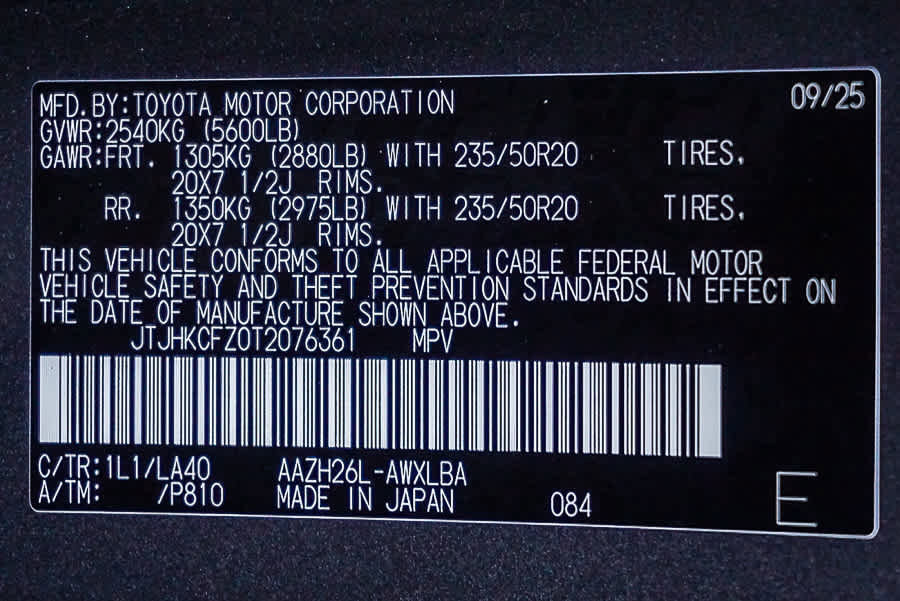 MFD. BY: TOYOTA MOTOR CORPORATION 09/25
GVWR: 2540KG (5600LB)
GAWR: FRT. 1305KG (2880LB) WITH 235/50R20 TIRES,
20X7 1/2J RIMS.
RR. 1350KG (2975LB) WITH 235/50R20 TIRES,
20X7 1/2J RIMS.
THIS VEHICLE CONFORMS TO ALL APPLICABLE FEDERAL MOTOR
VEHICLE SAFETY AND THEFT PREVENTION STANDARDS IN EFFECT ON
THE DATE OF MANUFACTURE SHOWN ABOVE.
JTJHKCFZ0T2076361 MPV
C/TR: 1L1/LA40 AAZH26L-AWXLBA
A/TM: /P810 MADE IN JAPAN 084 E